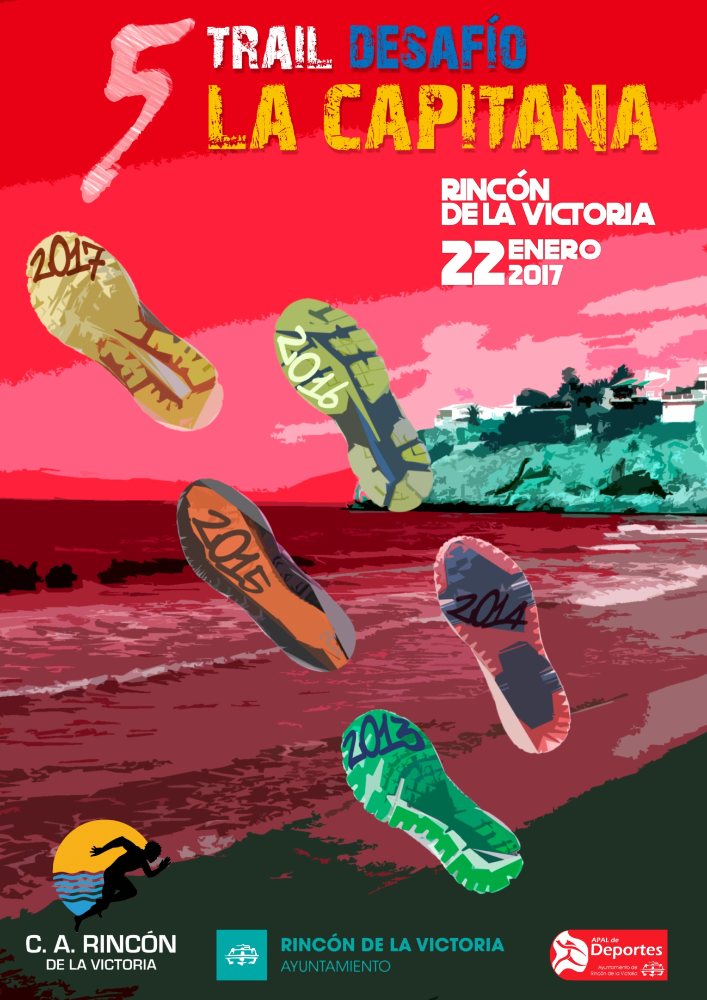 5 TRAIL DESAFÍO
LA CAPITANA
RINCÓN
DE LA VICTORIA
22 ENERO
2017
2017
2016
2015
2014
2013
C. A. RINCÓN
DE LA VICTORIA
RINCÓN DE LA VICTORIA
AYUNTAMIENTO
APAL de
Deportes
Ayuntamiento de
Rincón de la Victoria